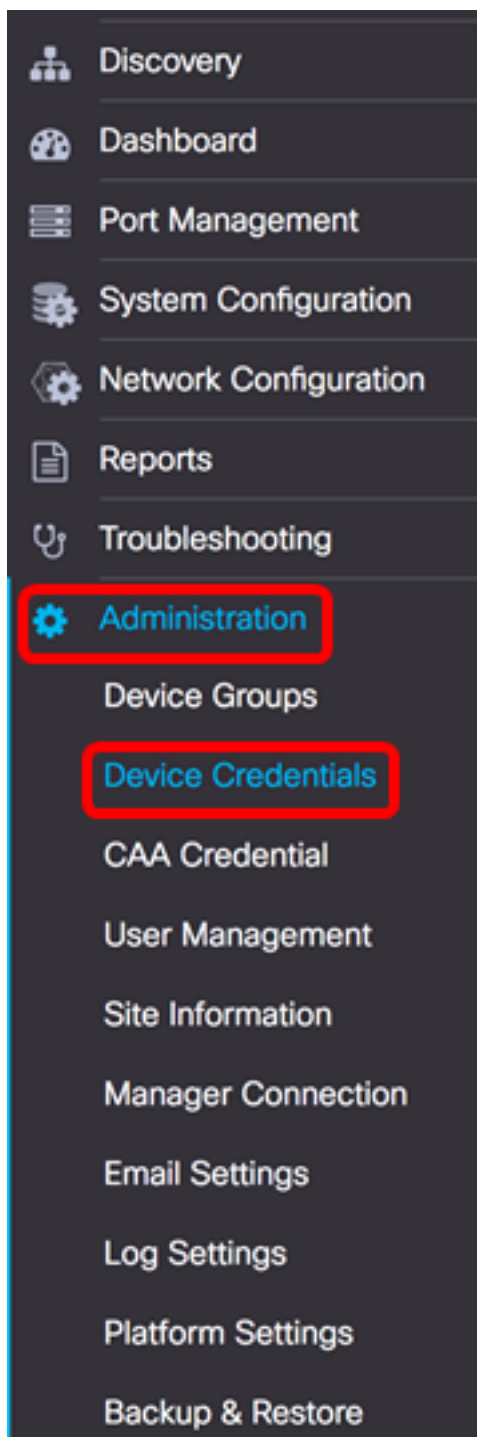 Discovery
Dashboard
Port Management
System Configuration
Network Configuration
Reports
Troubleshooting
Administration
Device Groups
Device Credentials
CAA Credential
User Management
Site Information
Manager Connection
Email Settings
Log Settings
Platform Settings
Backup & Restore